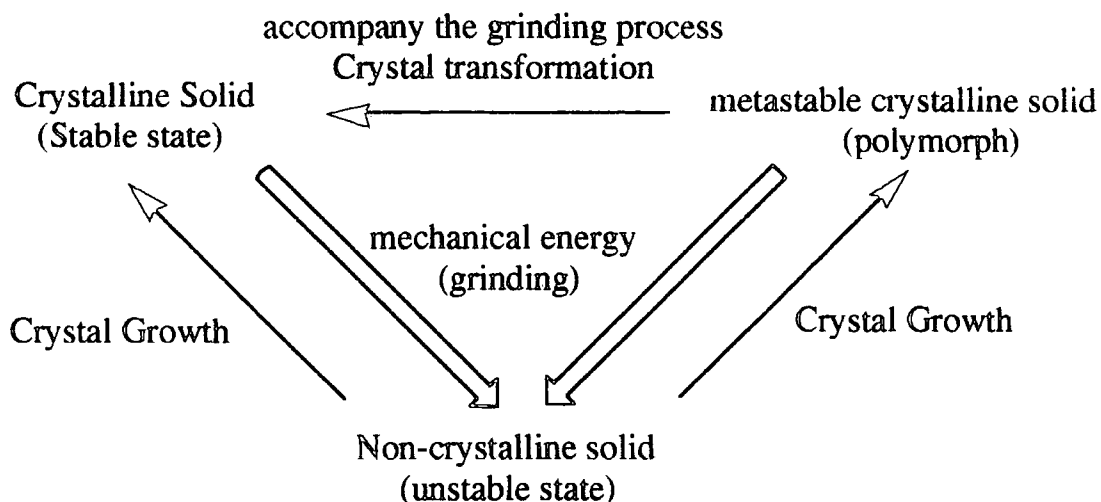 accompany the grinding process
Crystal transformation
Crystalline Solid
(Stable state)
metastable crystalline solid
(polymorph)
mechanical energy
(grinding)
Crystal Growth
Crystal Growth
Non-crystalline solid
(unstable state)